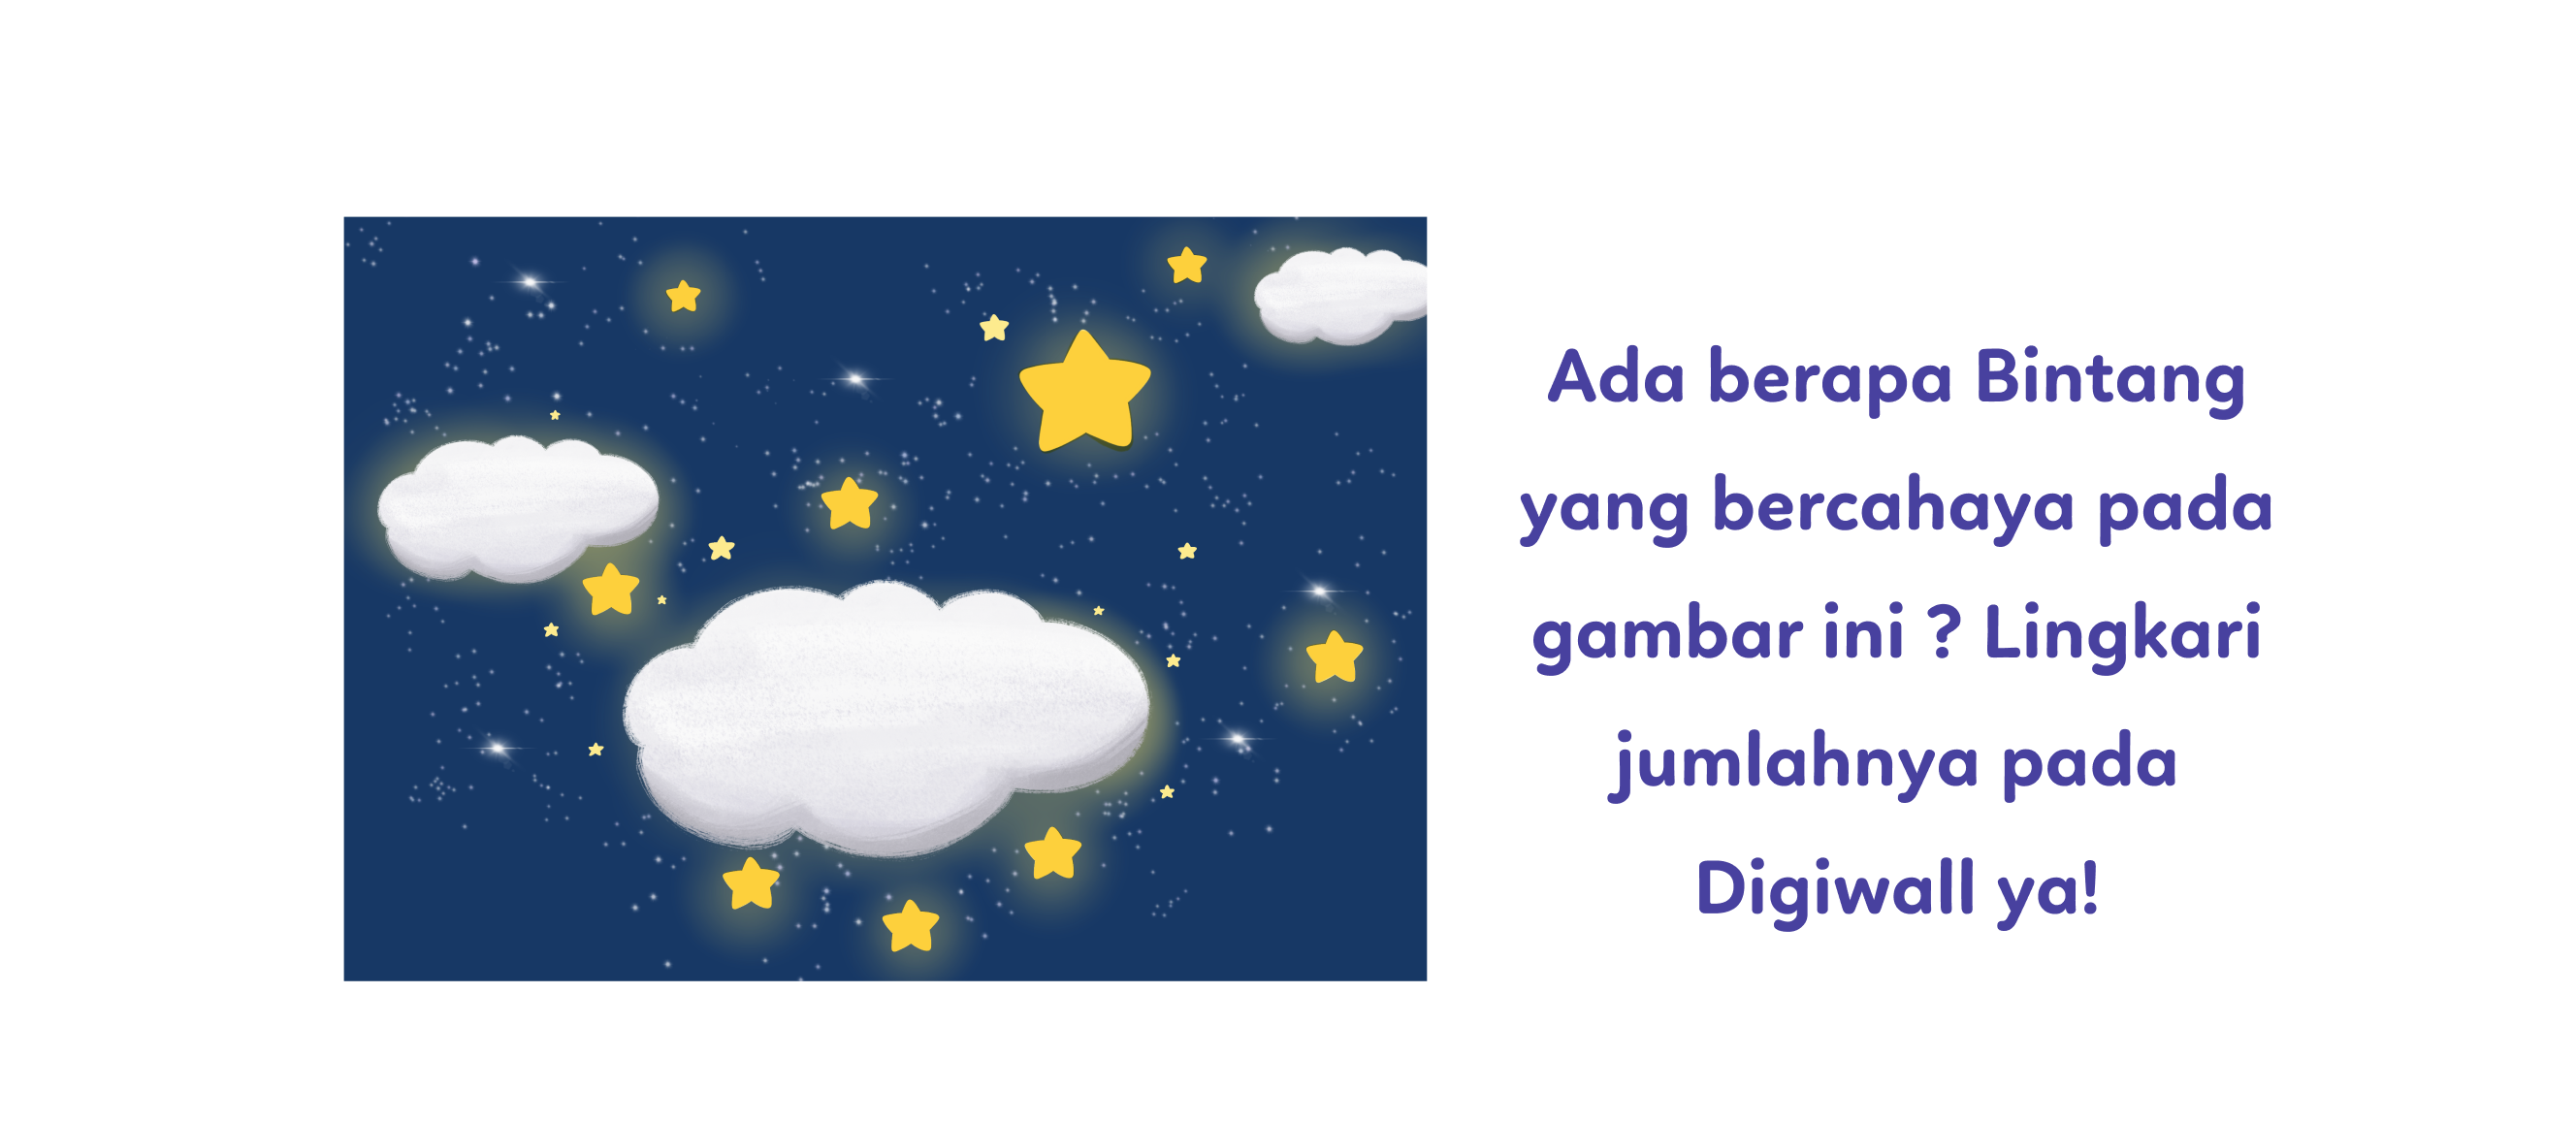 Ada berapa Bintang
yang bercahaya pada
gambar ini ? Lingkari
jumlahnya pada
Digiwall ya!